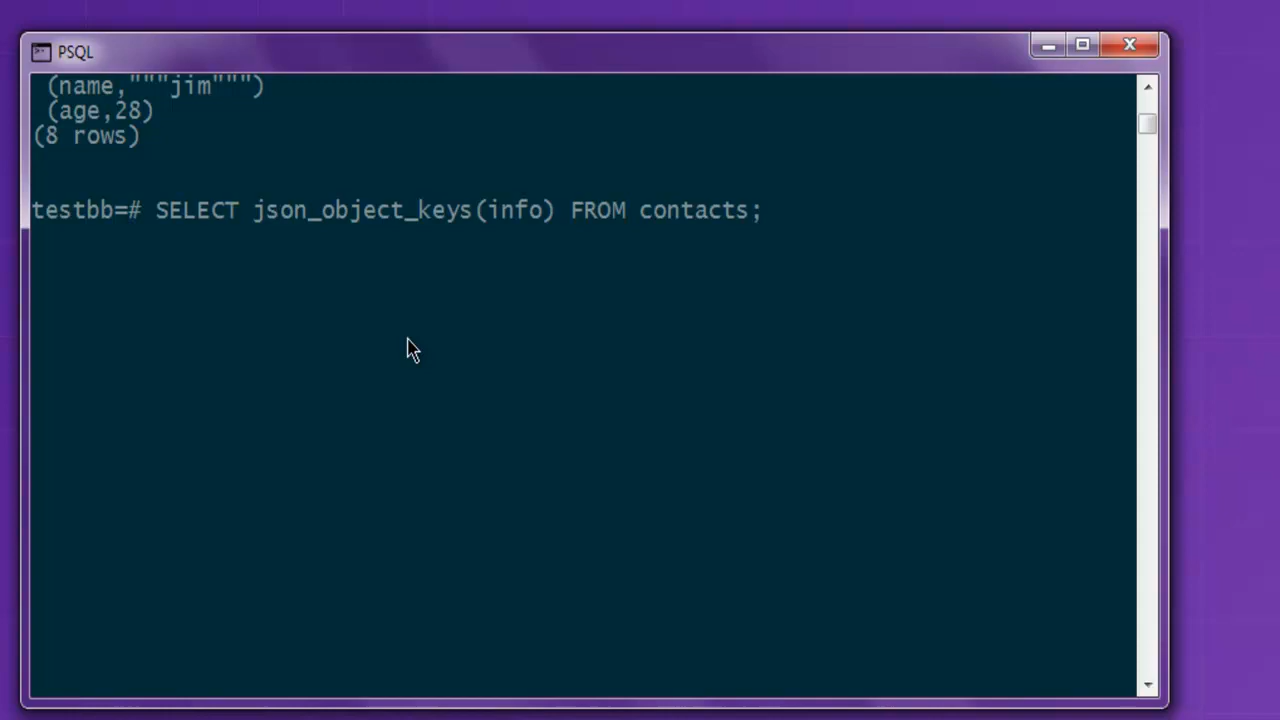 PSQL
(name,"""jim""")
(age,28)
(8 rows)
testbb=# SELECT json_object_keys(info) FROM contacts;